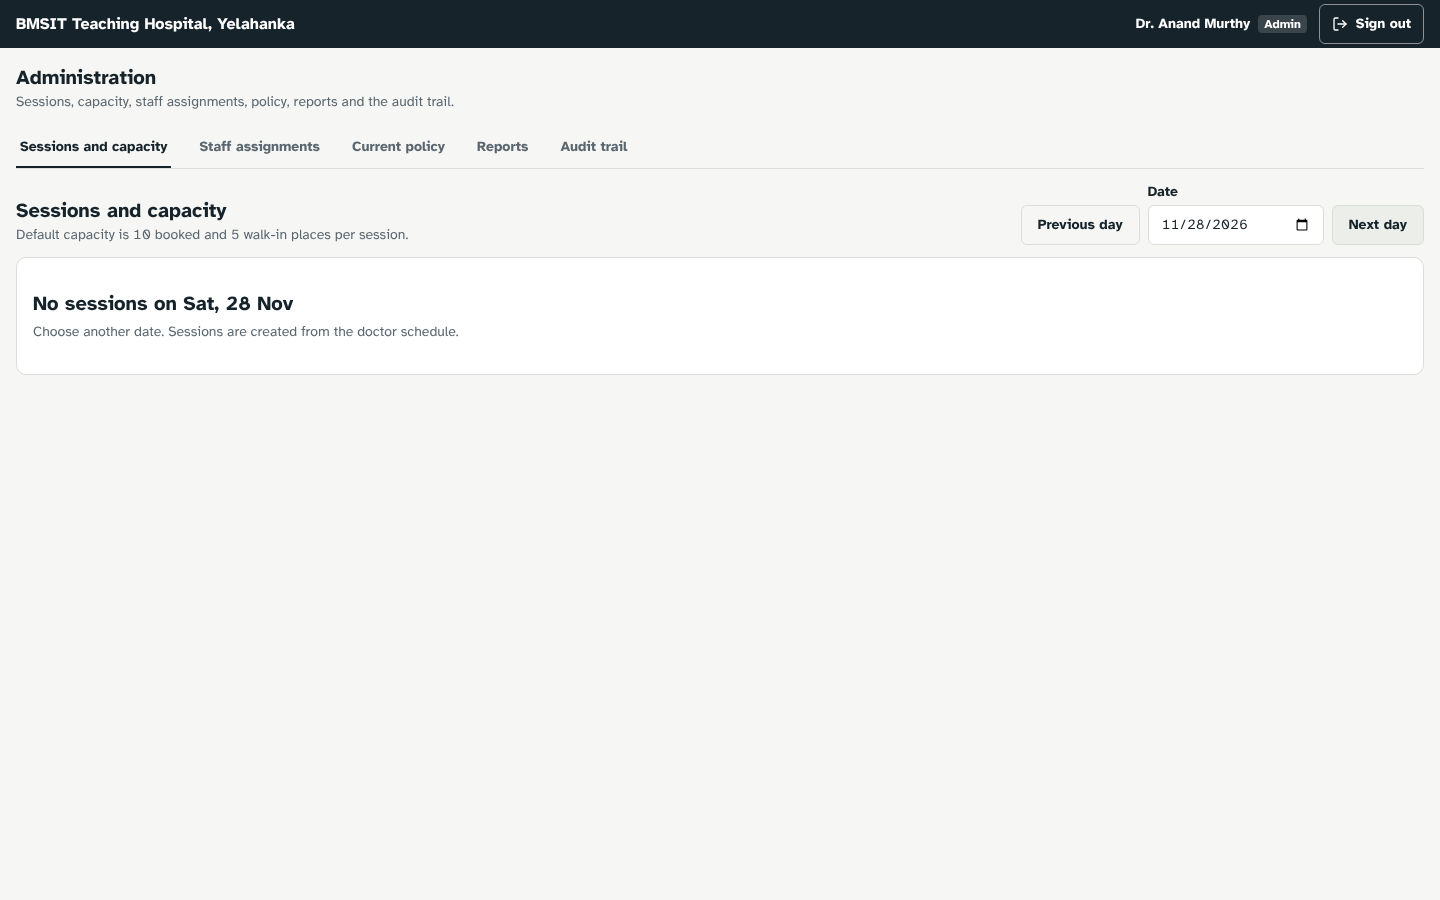 BMSIT Teaching Hospital, Yelahanka
Dr. Anand Murthy Admin Sign out
Administration
Sessions, capacity, staff assignments, policy, reports and the audit trail.
Sessions and capacity Staff assignments Current policy Reports Audit trail
Sessions and capacity
Default capacity is 10 booked and 5 walk-in places per session.
Date
Previous day 11/28/2026 Next day
No sessions on Sat, 28 Nov
Choose another date. Sessions are created from the doctor schedule.